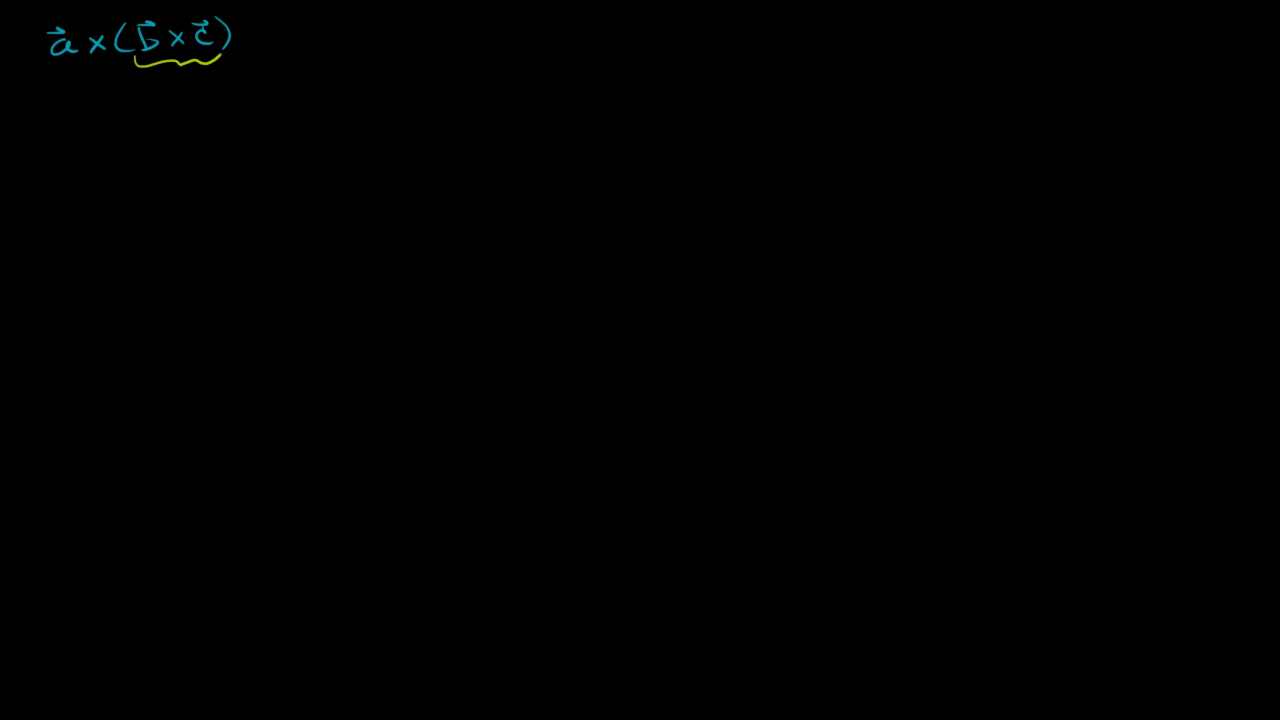 a⃗ × (b⃗ × c⃗)